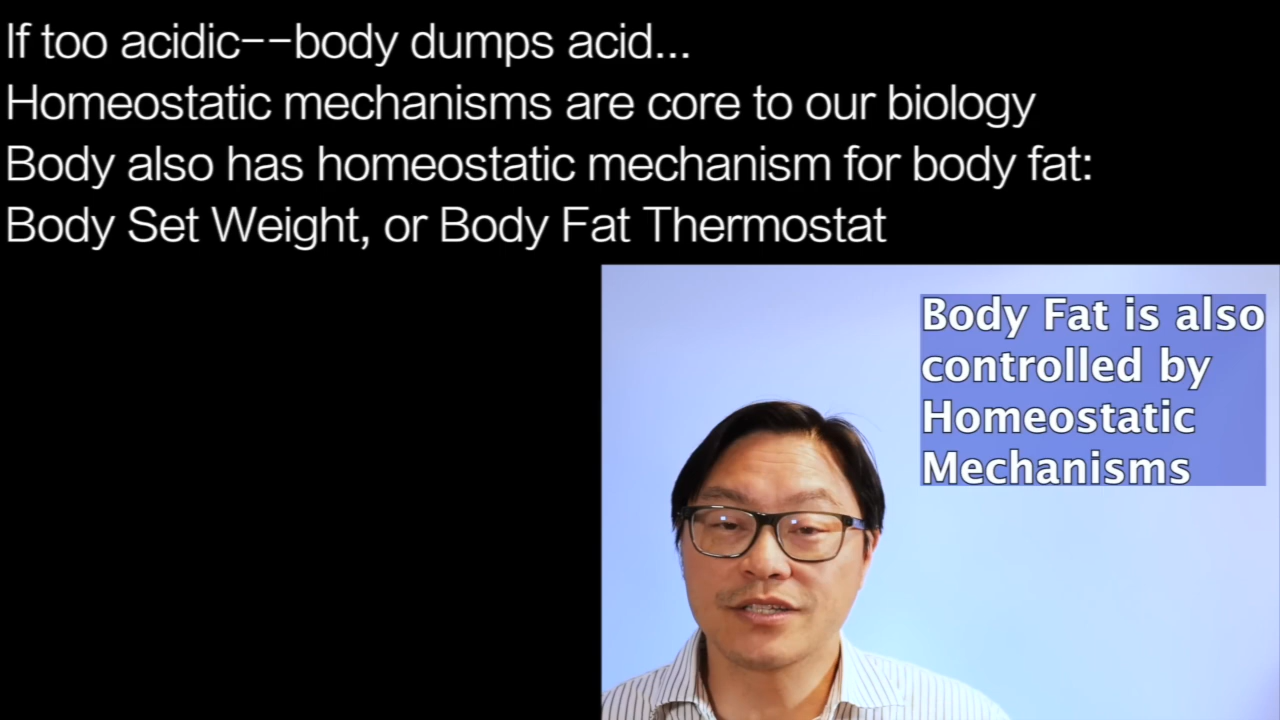 If too acidic--body dumps acid...
Homeostatic mechanisms are core to our biology
Body also has homeostatic mechanism for body fat:
Body Set Weight, or Body Fat Thermostat
Body Fat is also
controlled by
Homeostatic
Mechanisms